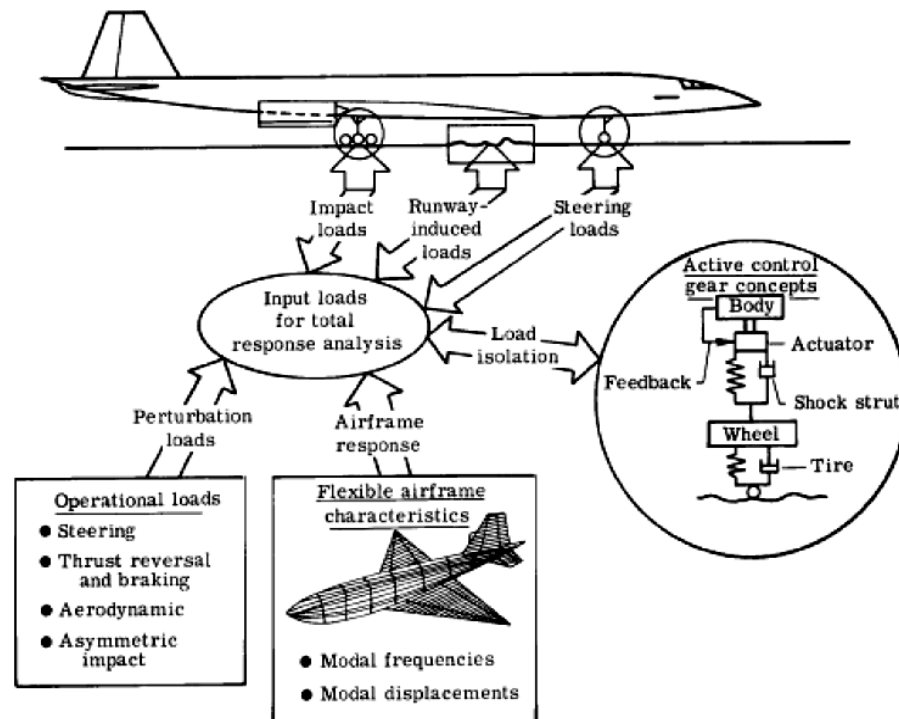 Impact
loads
Runway-
induced
loads
Steering
loads
Input loads
for total
response analysis
Load
isolation
Active control
gear concepts
Body
Actuator
Feedback
Shock strut
Wheel
Tire
Perturbation
loads
Airframe
response
Operational loads
● Steering
● Thrust reversal
and braking
● Aerodynamic
● Asymmetric
impact
Flexible airframe
characteristics
● Modal frequencies
● Modal displacements